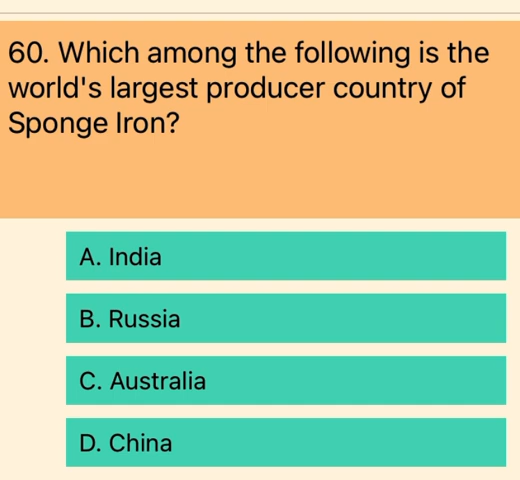 60. Which among the following is the
world's largest producer country of
Sponge Iron?
A. India
B. Russia
C. Australia
D. China